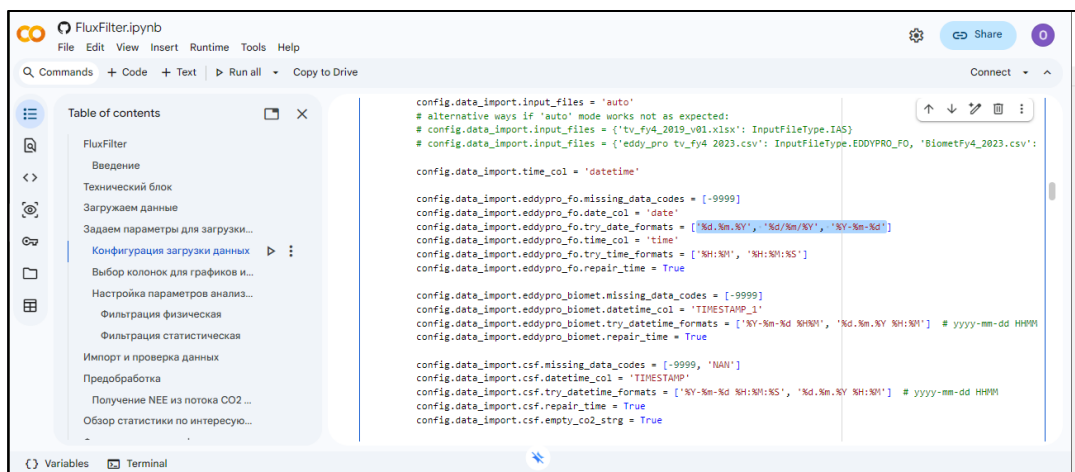 FluxFilter.ipynb
File Edit View Insert Runtime Tools Help
Share
O
Commands + Code + Text Run all Copy to Drive
Connect
Table of contents
FluxFilter
Введение
Технический блок
Загружаем данные
Задаем параметры для загрузки...
Конфигурация загрузки данных
Выбор колонок для графиков и...
Настройка параметров анализ...
Фильтрация физическая
Фильтрация статистическая
Импорт и проверка данных
Предобработка
Получение NEE из потока CO2 ...
Обзор статистики по интересую...
config.data_import.input_files = 'auto'
# alternative ways if 'auto' mode works not as expected:
# config.data_import.input_files = {'tv_fy4_2019_v01.xlsx': InputFileType.IAS}
# config.data_import.input_files = {'eddy_pro tv_fy4 2023.csv': InputFileType.EDDYPRO_FO, 'BiometFy4_2023.csv':
config.data_import.time_col = 'datetime'
config.data_import.eddypro_fo.missing_data_codes = [-9999]
config.data_import.eddypro_fo.date_col = 'date'
config.data_import.eddypro_fo.try_date_formats = ['%d.%m.%Y', '%d/%m/%Y', '%Y-%m-%d']
config.data_import.eddypro_fo.time_col = 'time'
config.data_import.eddypro_fo.try_time_formats = ['%H:%M', '%H:%M:%S']
config.data_import.eddypro_fo.repair_time = True
config.data_import.eddypro_biomet.missing_data_codes = [-9999]
config.data_import.eddypro_biomet.datetime_col = 'TIMESTAMP_1'
config.data_import.eddypro_biomet.try_datetime_formats = ['%Y-%m-%d %H%M', '%d.%m.%Y %H:%M'] # yyyy-mm-dd HHMM
config.data_import.eddypro_biomet.repair_time = True
config.data_import.csf.missing_data_codes = [-9999, 'NAN']
config.data_import.csf.datetime_col = 'TIMESTAMP'
config.data_import.csf.try_datetime_formats = ['%Y-%m-%d %H:%M:%S', '%d.%m.%Y %H:%M'] # yyyy-mm-dd HHMM
config.data_import.csf.repair_time = True
config.data_import.csf.empty_co2_strg = True
Variables Terminal